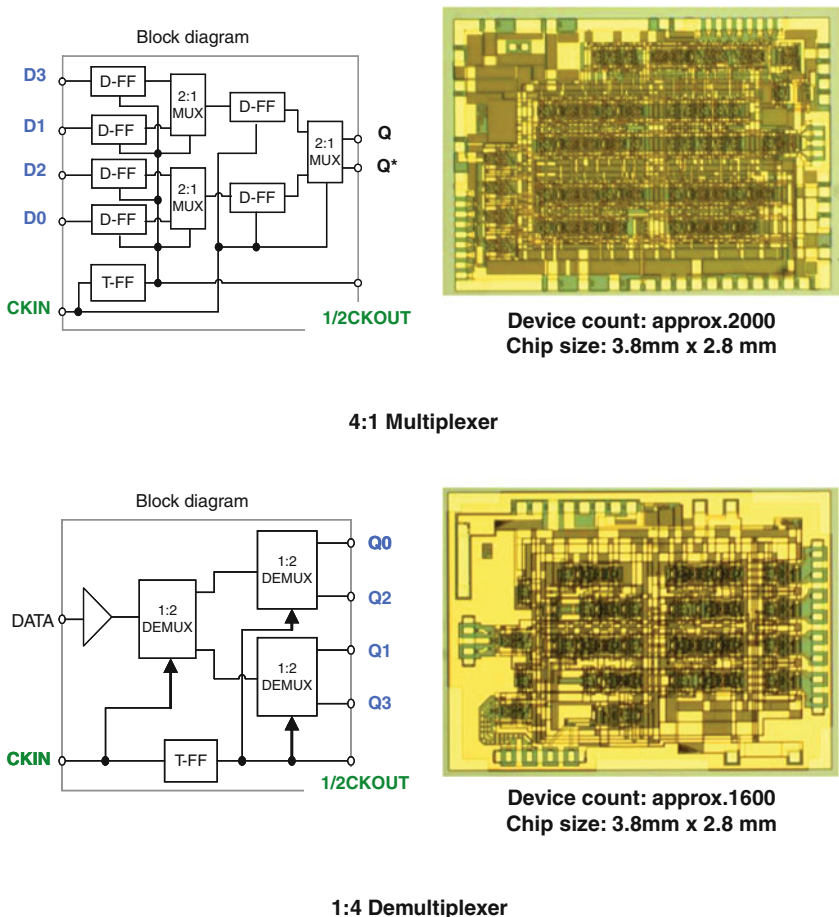 Block diagram
D3
D-FF
2:1
MUX
D-FF
D1
D-FF
2:1
MUX
Q
Q*
D2
D-FF
2:1
MUX
D-FF
D0
D-FF
T-FF
CKIN
1/2CKOUT
Device count: approx.2000
Chip size: 3.8mm x 2.8 mm
4:1 Multiplexer
Block diagram
1:2
DEMUX
Q0
Q2
DATA
1:2
DEMUX
1:2
DEMUX
Q1
Q3
CKIN
T-FF
1/2CKOUT
Device count: approx.1600
Chip size: 3.8mm x 2.8 mm
1:4 Demultiplexer